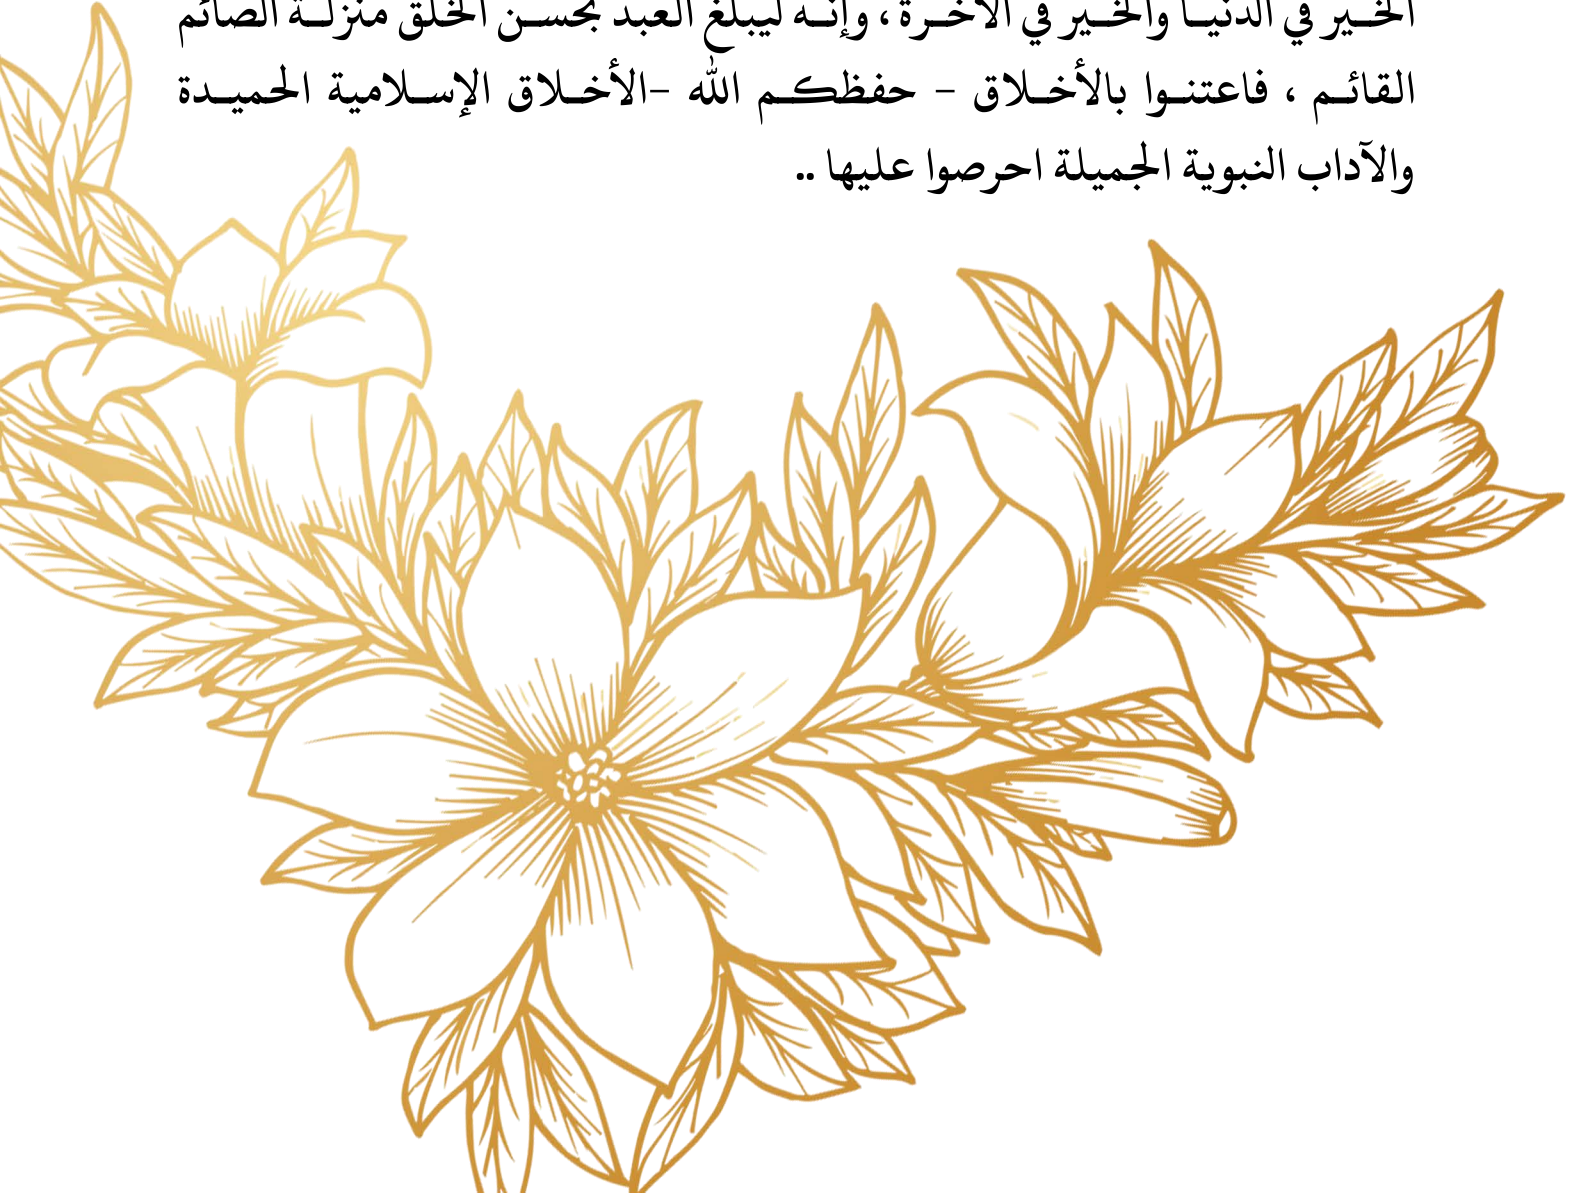 الخير في الدنيا والخير في الآخرة ، وإنه ليبلغ العبد بحسن الخلق منزلة الصائم
القائم ، فاعتنوا بالأخلاق - حفظكم الله -الأخلاق الإسلامية الحميدة
والآداب النبوية الجميلة احرصوا عليها ..